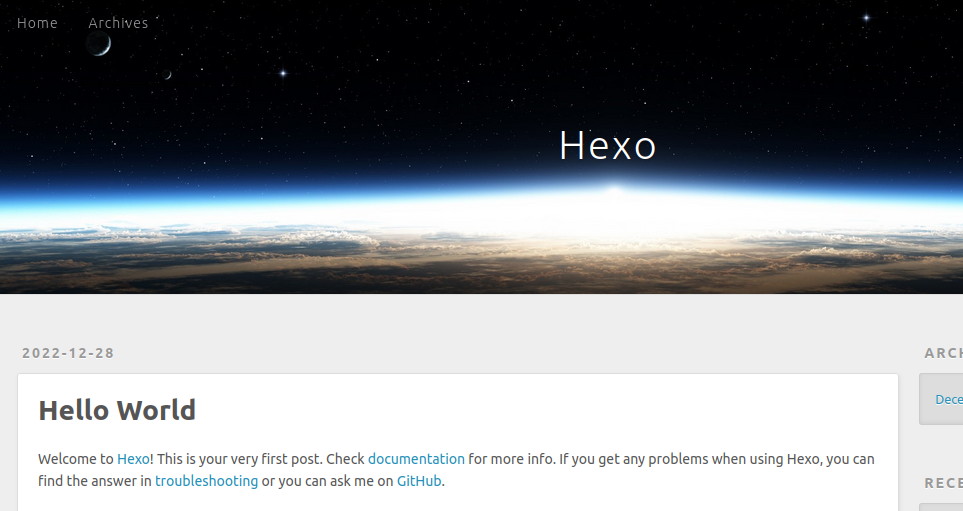 Home Archives
Hexo
2022-12-28
Hello World
Welcome to Hexo! This is your very first post. Check documentation for more info. If you get any problems when using Hexo, you can
find the answer in troubleshooting or you can ask me on GitHub.
ARCH
Dece
RECE